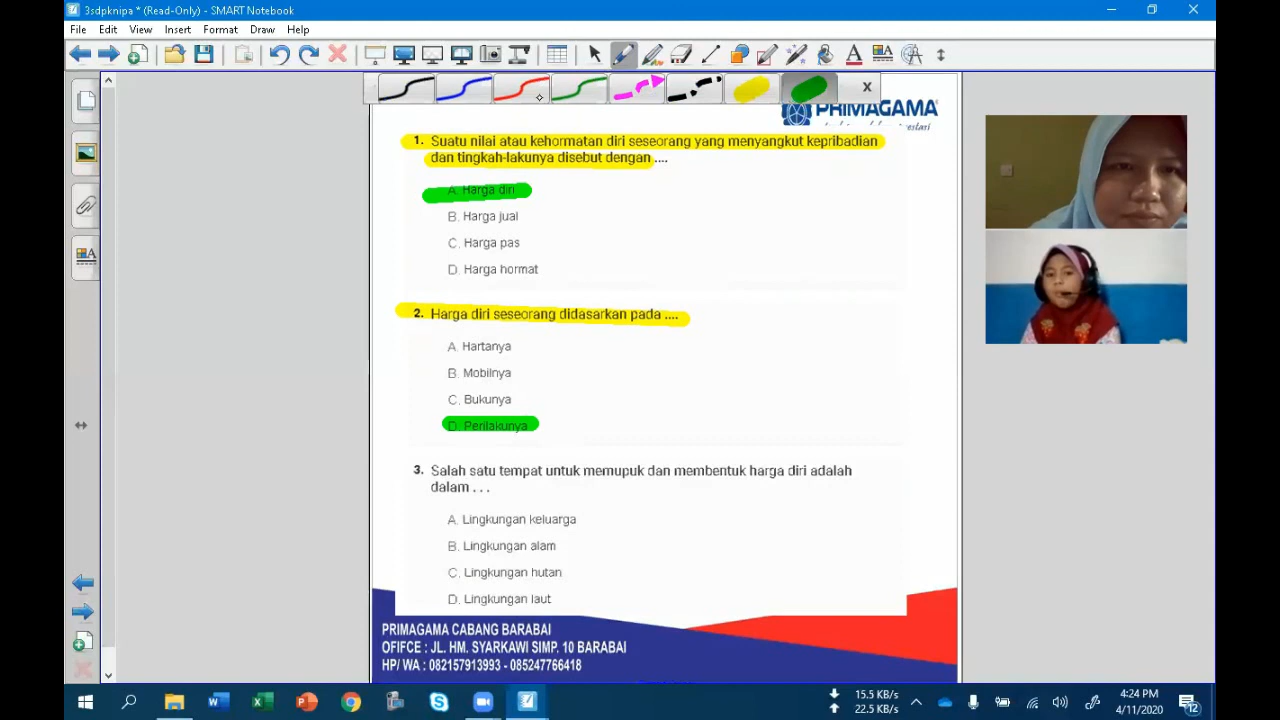 3sdpknipa * (Read-Only) - SMART Notebook
File Edit View Insert Format Draw Help
X
PRIMAGAMA
1. Suatu nilai atau kehormatan diri seseorang yang menyangkut kepribadian
dan tingkah-lakunya disebut dengan ....
A. Harga diri
B. Harga jual
C. Harga pas
D. Harga hormat
2. Harga diri seseorang didasarkan pada ....
A. Hartanya
B. Mobilnya
C. Bukunya
D. Perilakunya
3. Salah satu tempat untuk memupuk dan membentuk harga diri adalah
dalam . . .
A. Lingkungan keluarga
B. Lingkungan alam
C. Lingkungan hutan
D. Lingkungan laut
PRIMAGAMA CABANG BARABAI
OFIFCE : JL. HM. SYARKAWI SIMP. 10 BARABAI
HP/ WA : 082157913993 - 085247766418
15.5 KB/s
22.5 KB/s
4:24 PM
4/11/2020
12